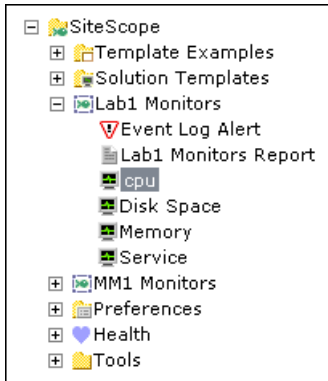 SiteScope
Template Examples
Solution Templates
Lab1 Monitors
Event Log Alert
Lab1 Monitors Report
cpu
Disk Space
Memory
Service
MM1 Monitors
Preferences
Health
Tools